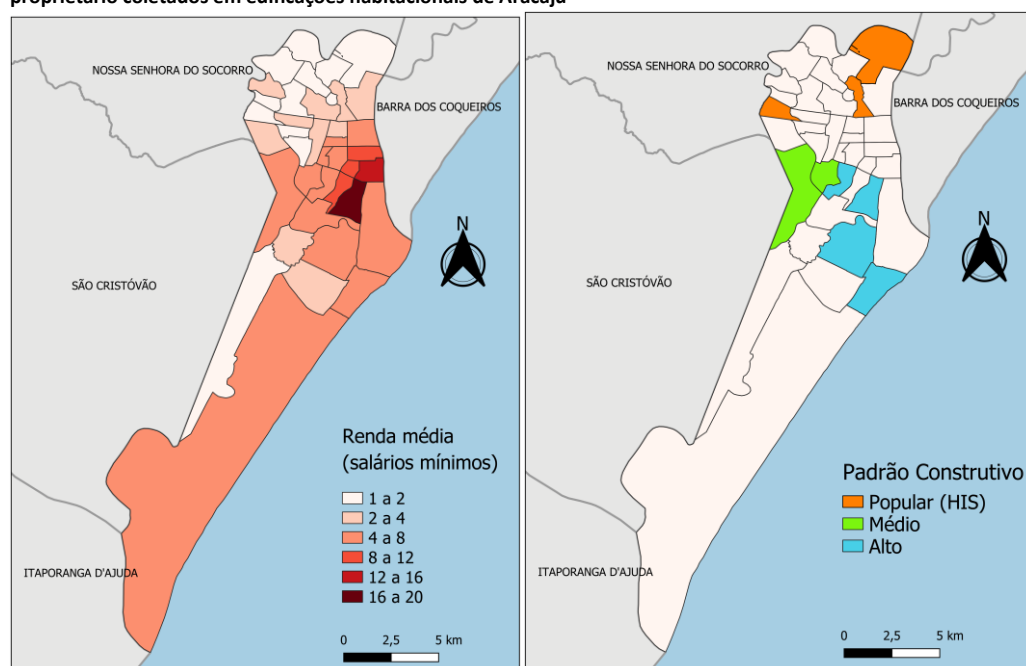 proprietário coletados em edificações habitacionais de Aracaju
NOSSA SENHORA DO SOCORRO
BARRA DOS COQUEIROS
N
SÃO CRISTÓVÃO
Renda média
(salários mínimos)
1 a 2
2 a 4
4 a 8
8 a 12
12 a 16
16 a 20
ITAPORANGA D'AJUDA
0 2,5 5 km
NOSSA SENHORA DO SOCORRO
BARRA DOS COQUEIROS
N
SÃO CRISTÓVÃO
Padrão Construtivo
Popular (HIS)
Médio
Alto
ITAPORANGA D'AJUDA
0 2,5 5 km